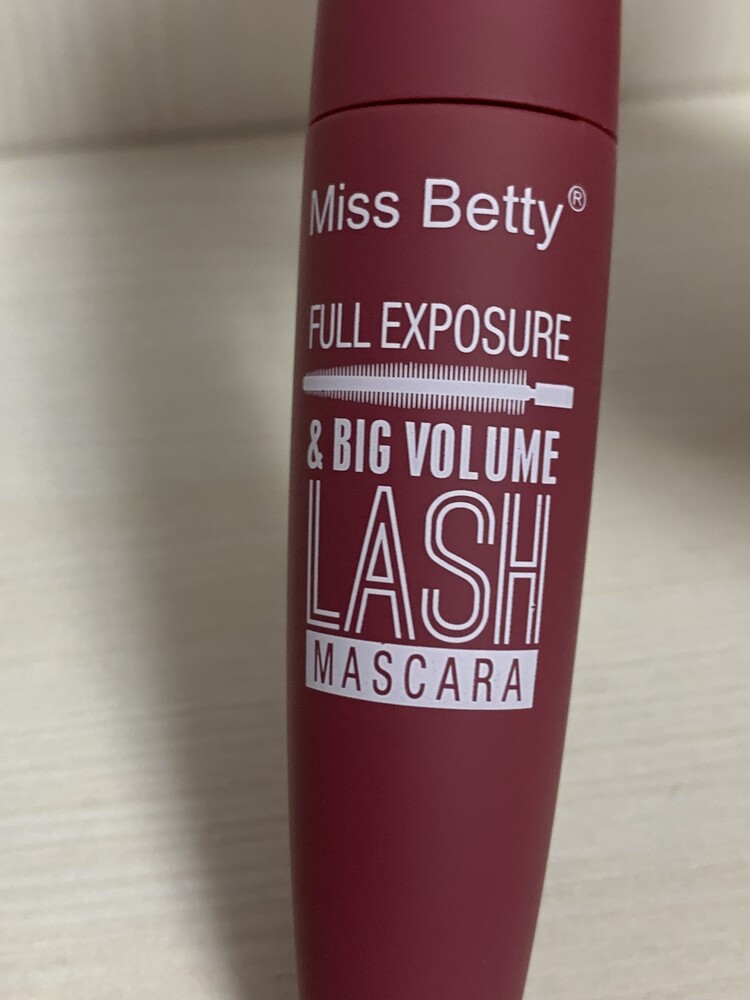 Miss Betty®
FULL EXPOSURE
& BIG VOLUME
LASH
MASCARA